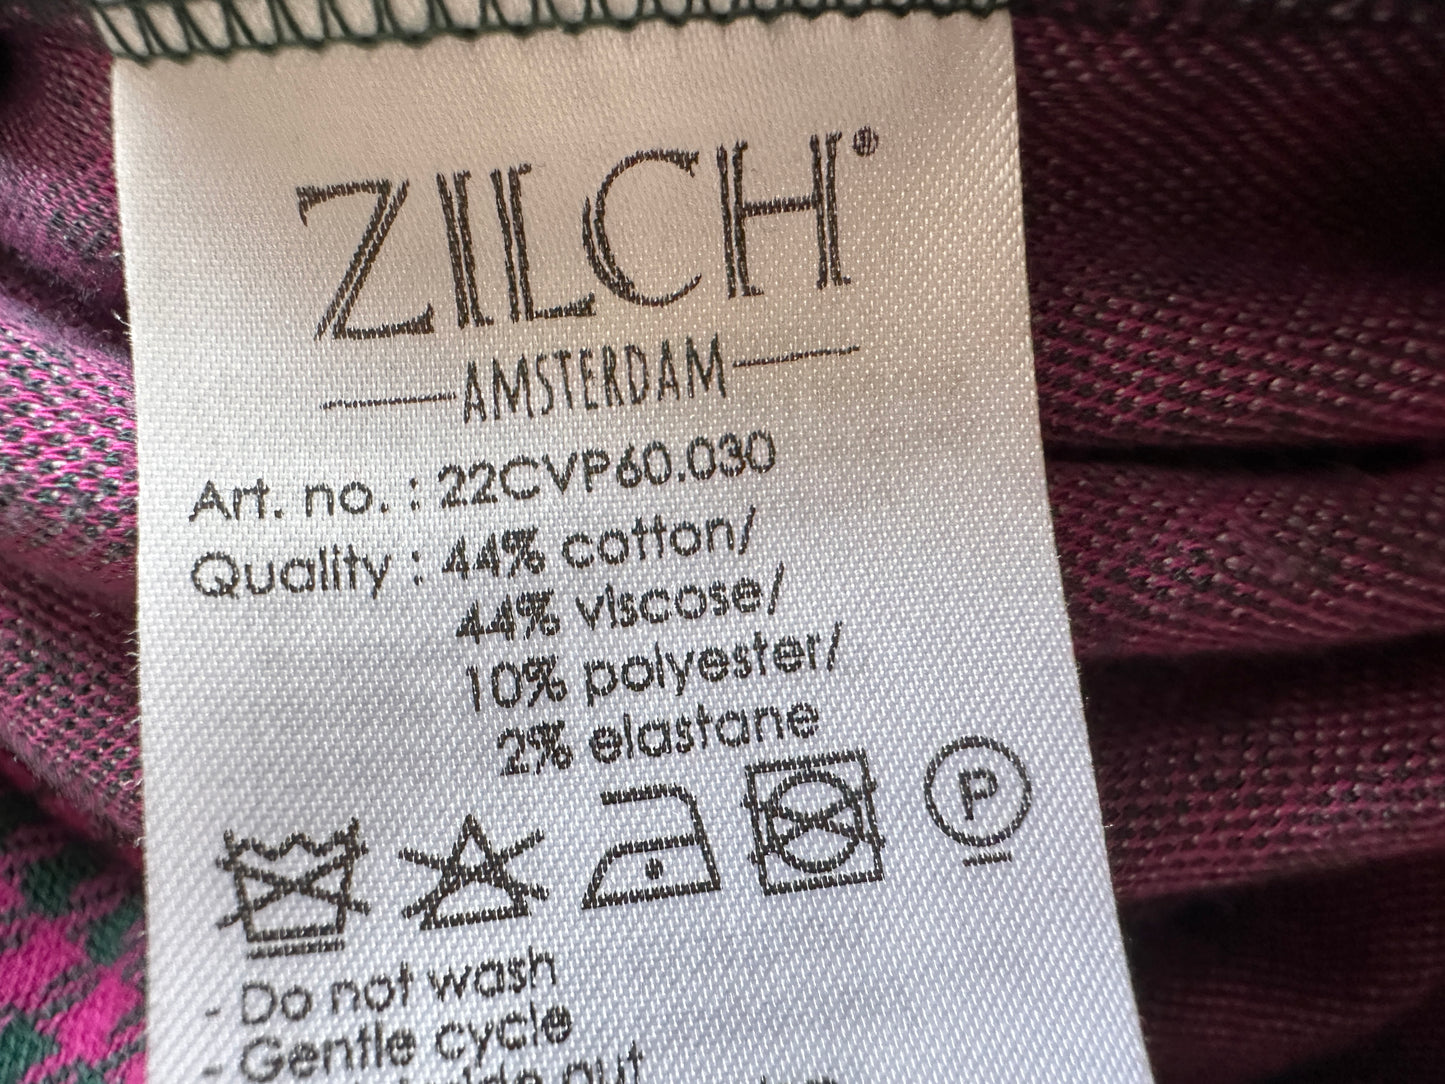 ZILCH®
AMSTERDAM
Art. no. : 22CVP60.030
Quality : 44% cotton/
44% viscose/
10% polyester/
2% elastane
P
- Do not wash
- Gentle cycle
out